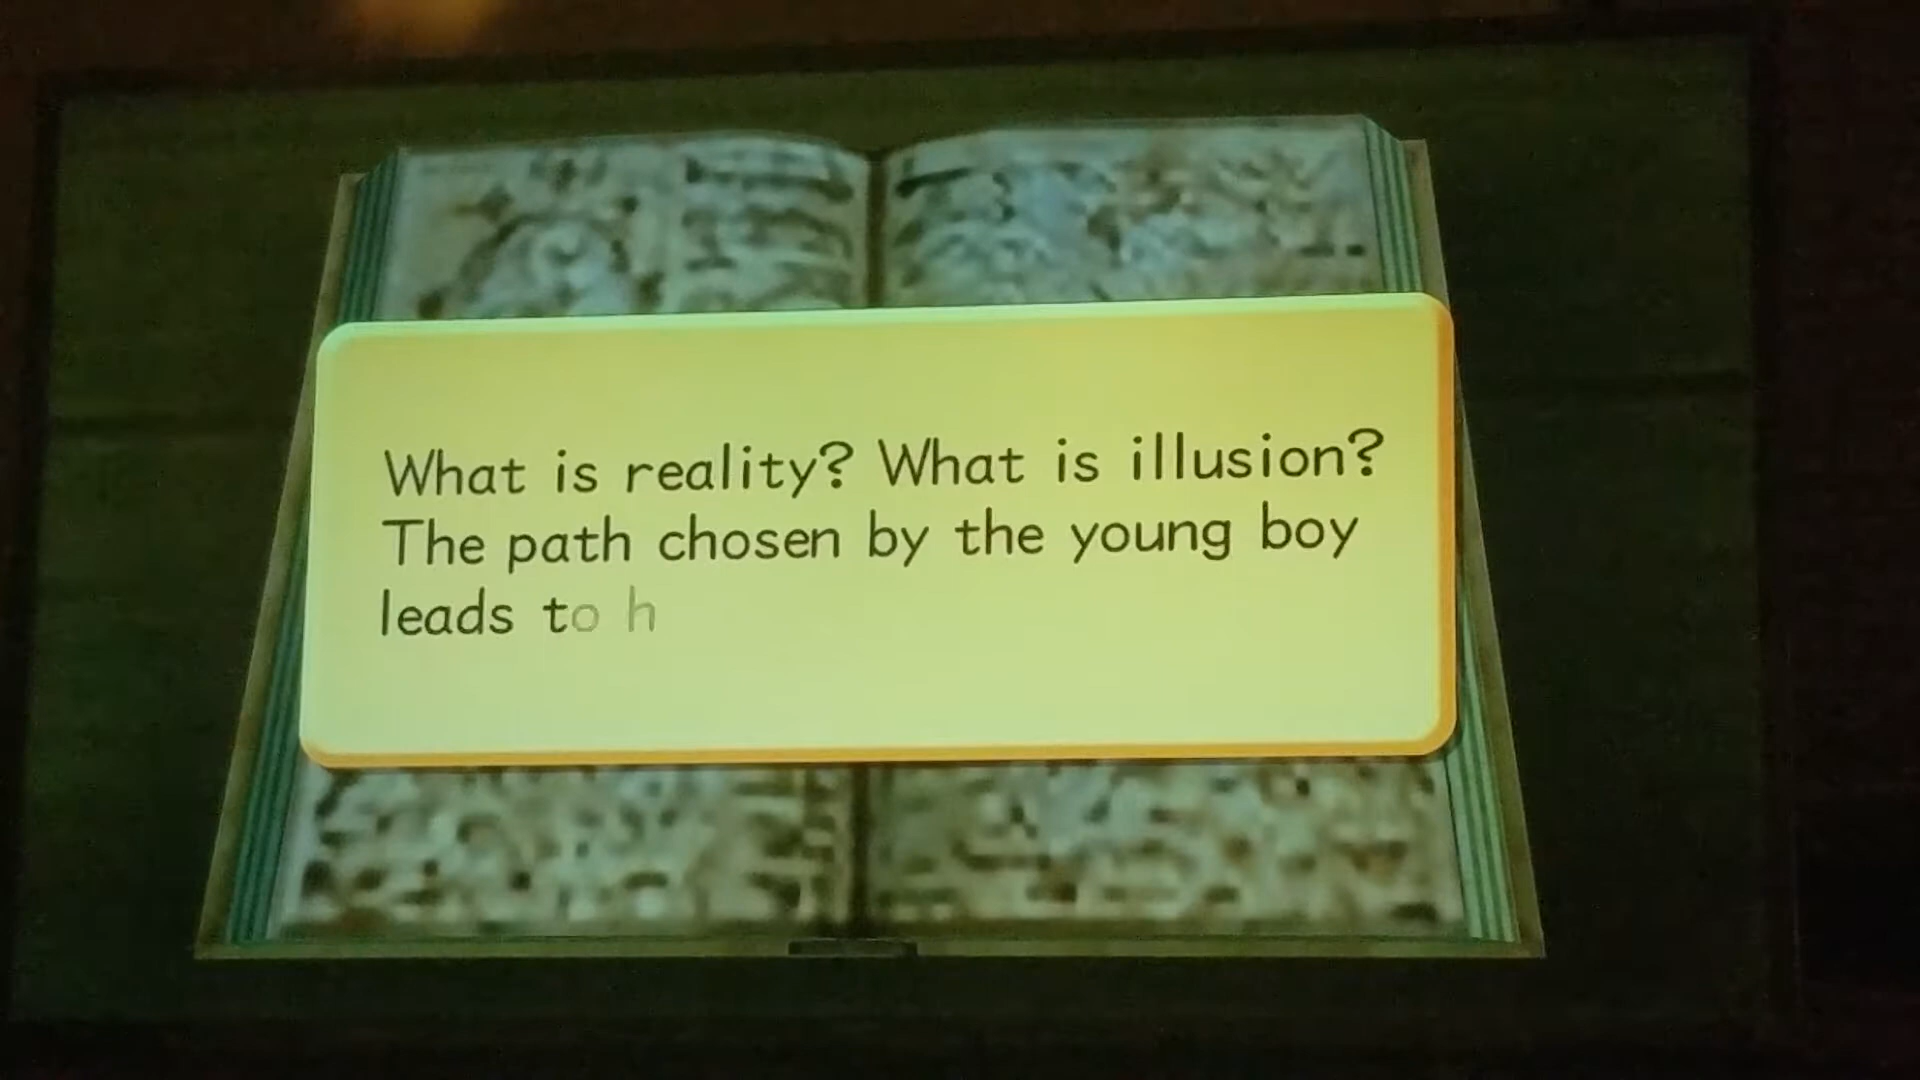 What is reality? What is illusion?
The path chosen by the young boy
leads to h